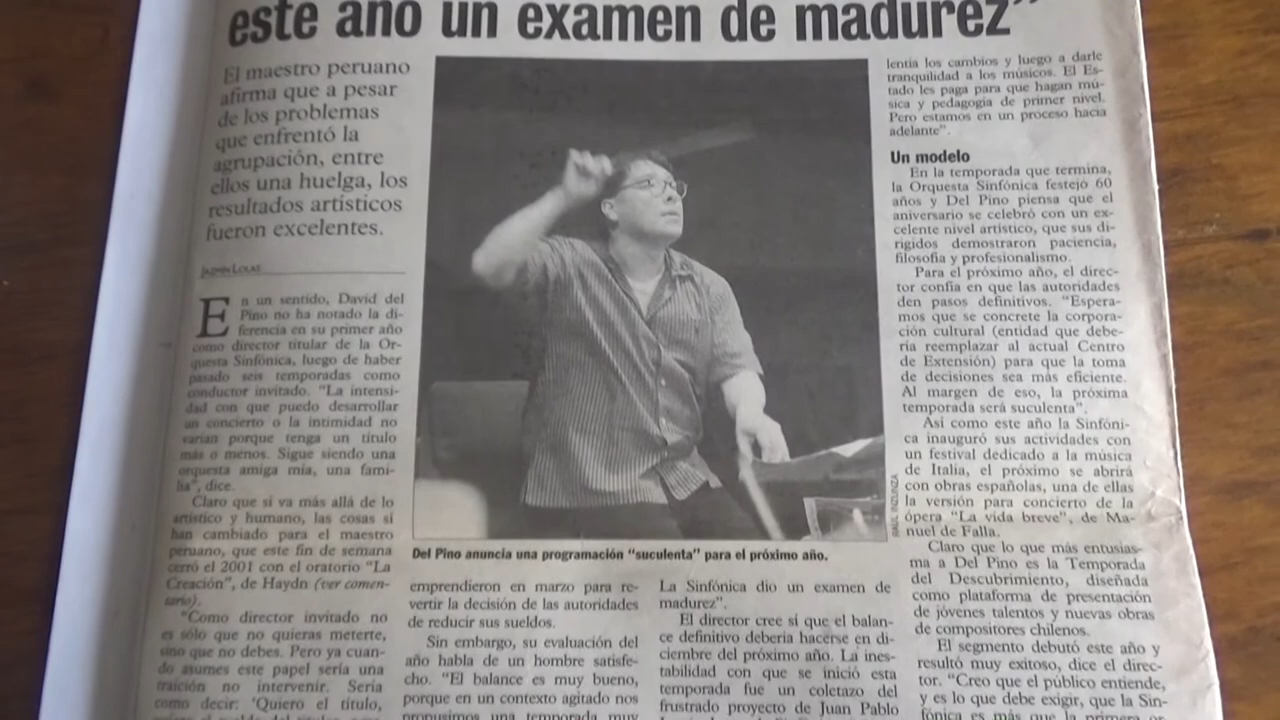 este año un examen de madurez”
El maestro peruano
afirma que a pesar
de los problemas
que enfrentó la
agrupación, entre
ellos una huelga, los
resultados artísticos
fueron excelentes.
En un sentido, David del
Pino no ha notado la di-
ferencia en su primer año
como director titular de la Or-
questa Sinfónica, luego de haber
pasado seis temporadas como
conductor invitado. “La intensi-
dad con que puedo desarrollar
un concierto o la intimidad no
varían porque tenga un título
más o menos. Sigue siendo una
orquesta amiga mía, una fami-
lia”, dice.
Claro que si va más allá de lo
artístico y humano, las cosas sí
han cambiado para el maestro
peruano, que este fin de semana
cerró el 2001 con el oratorio “La
Creación”, de Haydn (ver comen-
tario).
“Como director invitado no
es sólo que no quieras meterte,
sino que no debes. Pero ya cuan-
do asumes este papel sería una
traición no intervenir. Sería
como decir: ‘Quiero el título,
RAÚL INZUNZA
Del Pino anuncia una programación “suculenta” para el próximo año.
emprendieron en marzo para re-
vertir la decisión de las autoridades
de reducir sus sueldos.
Sin embargo, su evaluación del
año habla de un hombre satisfe-
cho. “El balance es muy bueno,
porque en un contexto agitado nos
propusimos una temporada muy
La Sinfónica dio un examen de
madurez”.
El director cree sí que el balan-
ce definitivo debería hacerse en di-
ciembre del próximo año. La ines-
tabilidad con que se inició esta
temporada fue un coletazo del
frustrado proyecto de Juan Pablo
lentía los cambios y luego a darle
tranquilidad a los músicos. El Es-
tado les paga para que hagan mú-
sica y pedagogía de primer nivel.
Pero estamos en un proceso hacia
adelante”.
Un modelo
En la temporada que termina,
la Orquesta Sinfónica festejó 60
años y Del Pino piensa que el
aniversario se celebró con un ex-
celente nivel artístico, que sus di-
rigidos demostraron paciencia,
filosofía y profesionalismo.
Para el próximo año, el direc-
tor confía en que las autoridades
den pasos definitivos. “Espera-
mos que se concrete la corpora-
ción cultural (entidad que debe-
ría reemplazar al actual Centro
de Extensión) para que la toma
de decisiones sea más eficiente.
Al margen de eso, la próxima
temporada será suculenta”.
Así como este año la Sinfóni-
ca inauguró sus actividades con
un festival dedicado a la música
de Italia, el próximo se abrirá
con obras españolas, una de ellas
la versión para concierto de la
ópera “La vida breve”, de Ma-
nuel de Falla.
Claro que lo que más entusias-
ma a Del Pino es la Temporada
del Descubrimiento, diseñada
como plataforma de presentación
de jóvenes talentos y nuevas obras
de compositores chilenos.
El segmento debutó este año y
resultó muy exitoso, dice el direc-
tor. “Creo que el público entiende,
y es lo que debe exigir, que la Sin-
fónica es más que la primera